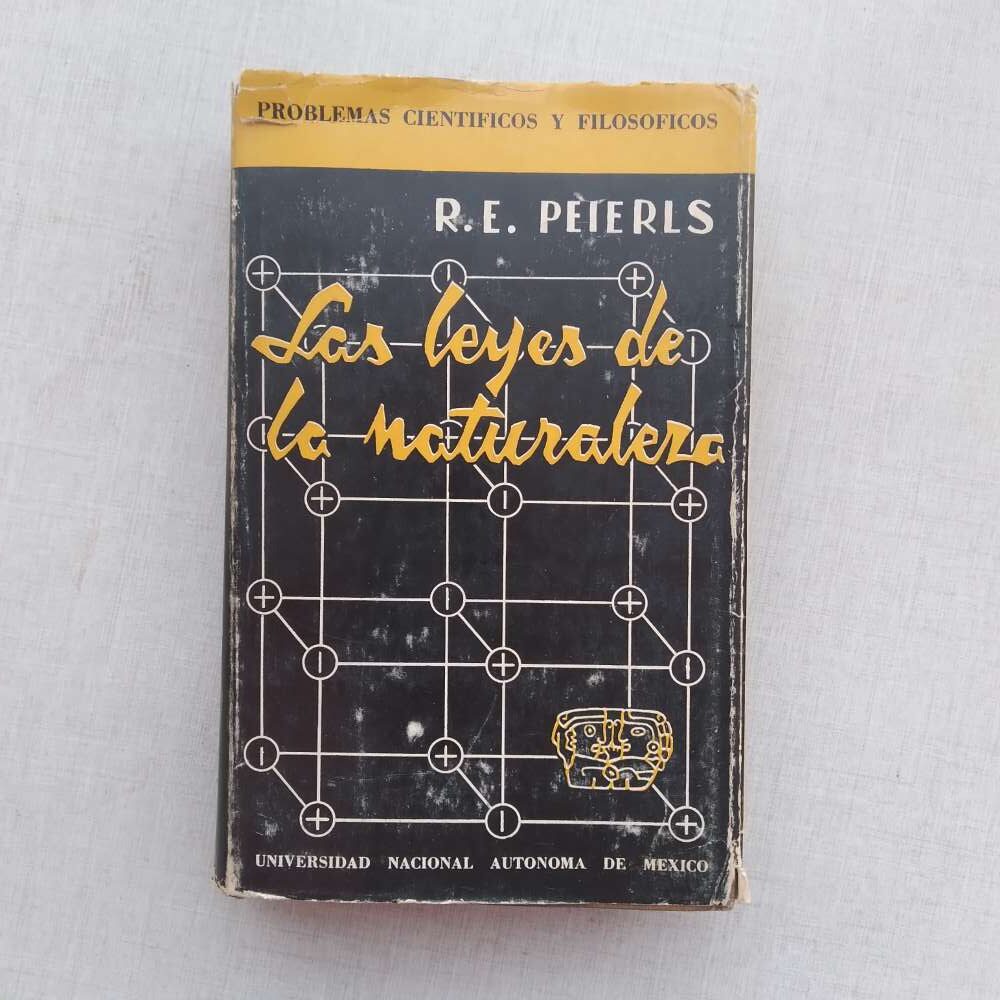 PROBLEMAS CIENTIFICOS Y FILOSOFICOS
R.E. PEIERLS
Las leyes de
la naturaleza
UNIVERSIDAD NACIONAL AUTONOMA DE MEXICO